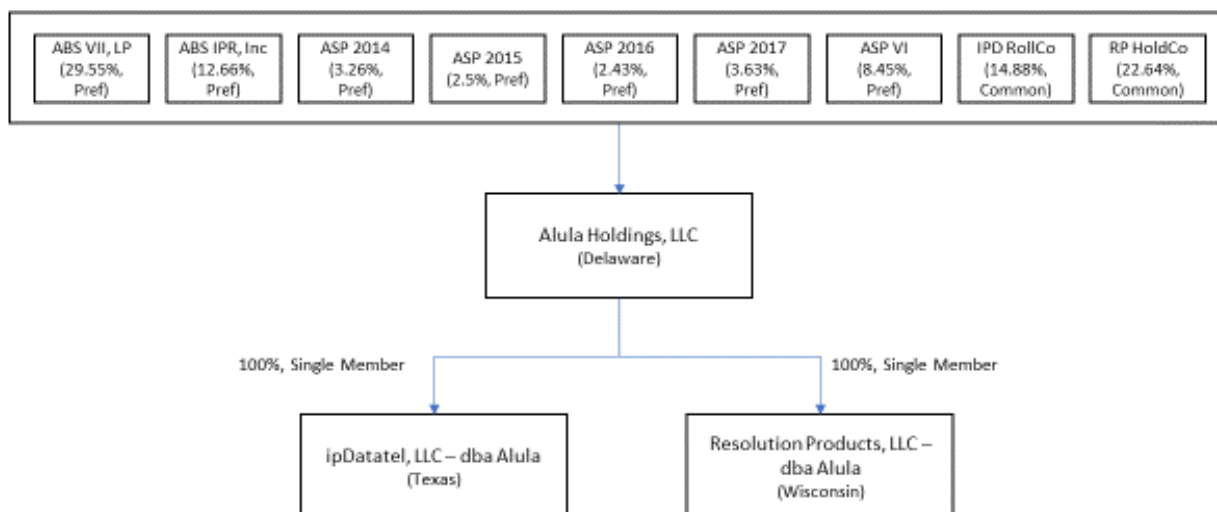 ABS VII, LP
(29.55%,
Pref)
ABS IPR, Inc
(12.66%,
Pref)
ASP 2014
(3.26%,
Pref)
ASP 2015
(2.5%, Pref)
ASP 2016
(2.43%,
Pref)
ASP 2017
(3.63%,
Pref)
ASP VI
(8.45%,
Pref)
IPD RollCo
(14.88%,
Common)
RP HoldCo
(22.64%,
Common)
Alula Holdings, LLC
(Delaware)
100%, Single Member
100%, Single Member
ipDatatel, LLC – dba Alula
(Texas)
Resolution Products, LLC –
dba Alula
(Wisconsin)